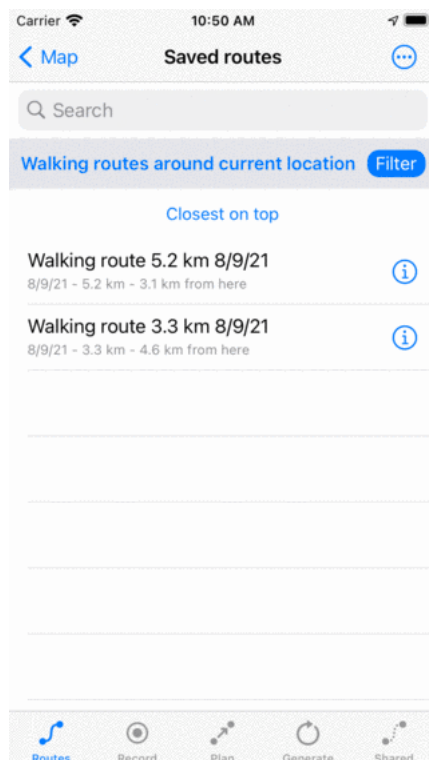 Carrier
10:50 AM
Map
Saved routes
Search
Walking routes around current location
Filter
Closest on top
Walking route 5.2 km 8/9/21
8/9/21 - 5.2 km - 3.1 km from here
Walking route 3.3 km 8/9/21
8/9/21 - 3.3 km - 4.6 km from here
Routes
Record
Plan
Generate
Shared